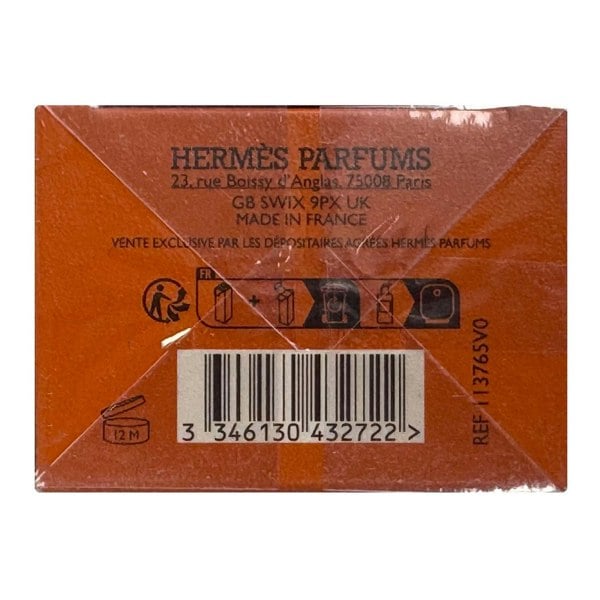 HERMÈS PARFUMS
23, rue Boissy d'Anglas, 75008 Paris
GB SW1X 9PX UK
MADE IN FRANCE
VENTE EXCLUSIVE PAR LES DÉPOSITAIRES AGRÉÉS HERMÈS PARFUMS
FR
+
12 M
3 346130 432722 >
REF 113765V0